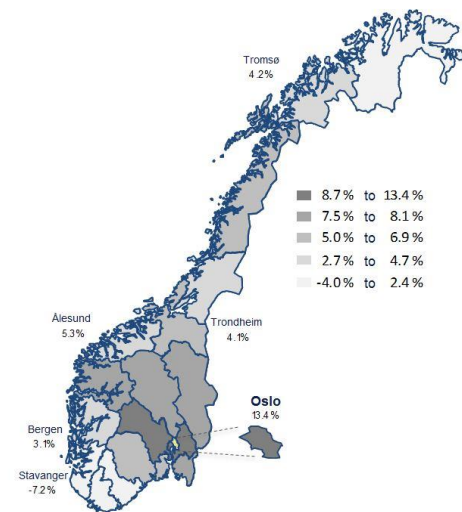 Tromsø
4.2%
8.7% to 13.4%
7.5% to 8.1%
5.0% to 6.9%
2.7% to 4.7%
-4.0% to 2.4%
Ålesund
5.3%
Trondheim
4.1%
Oslo
13.4%
Bergen
3.1%
Stavanger
-7.2%